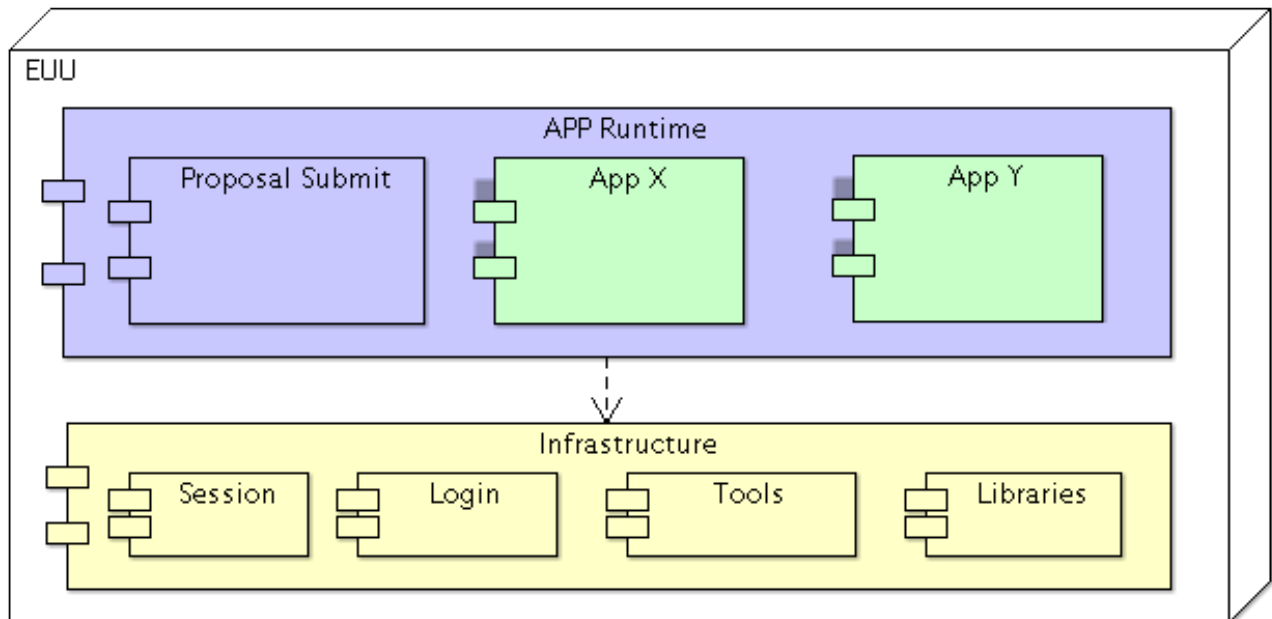 EUU
APP Runtime
Proposal Submit
App X
App Y
Infrastructure
Session
Login
Tools
Libraries